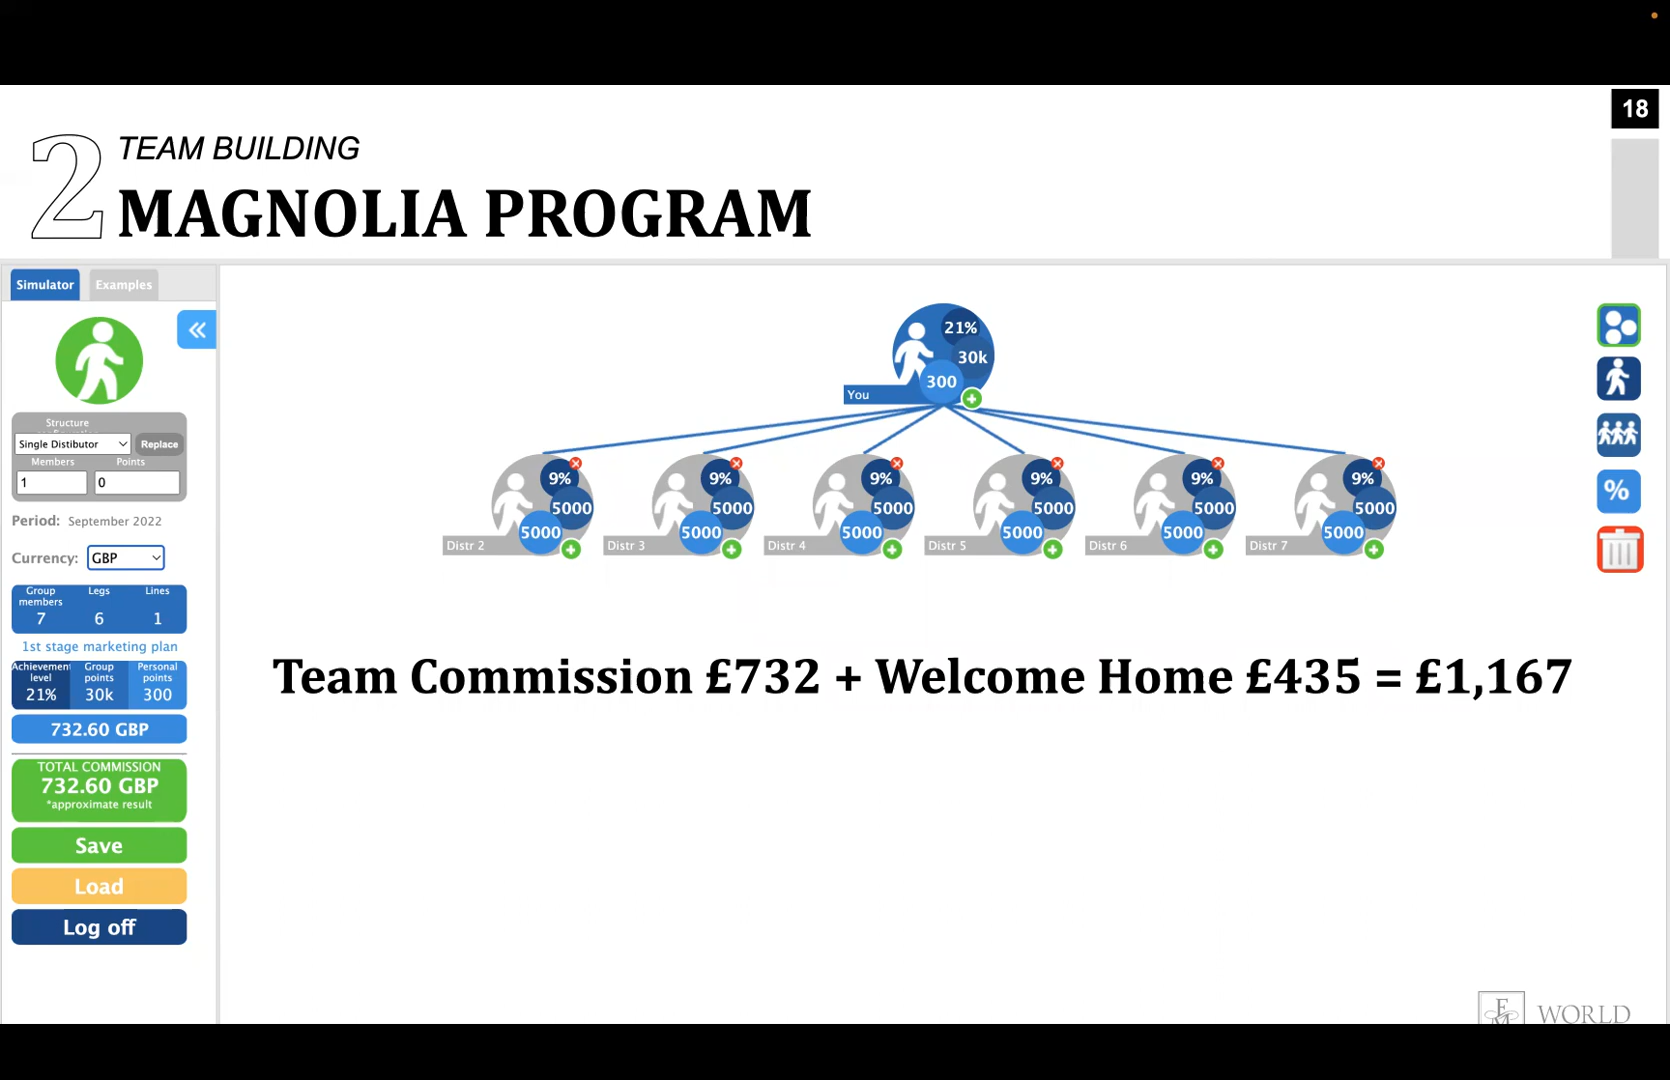 18
2
TEAM BUILDING
MAGNOLIA PROGRAM
Simulator Examples
Structure
Single Distibutor Replace
Members Points
1 0
Period: September 2022
Currency: GBP
Group members Legs Lines
7 6 1
1st stage marketing plan
Achievement level Group points Personal points
21% 30k 300
732.60 GBP
TOTAL COMMISSION
732.60 GBP
*approximate result
Save
Load
Log off
21%
30k
300
You
9% 9% 9% 9% 9% 9%
5000 5000 5000 5000 5000 5000
5000 5000 5000 5000 5000 5000
Distr 2 Distr 3 Distr 4 Distr 5 Distr 6 Distr 7
%
Team Commission £732 + Welcome Home £435 = £1,167
FM WORLD